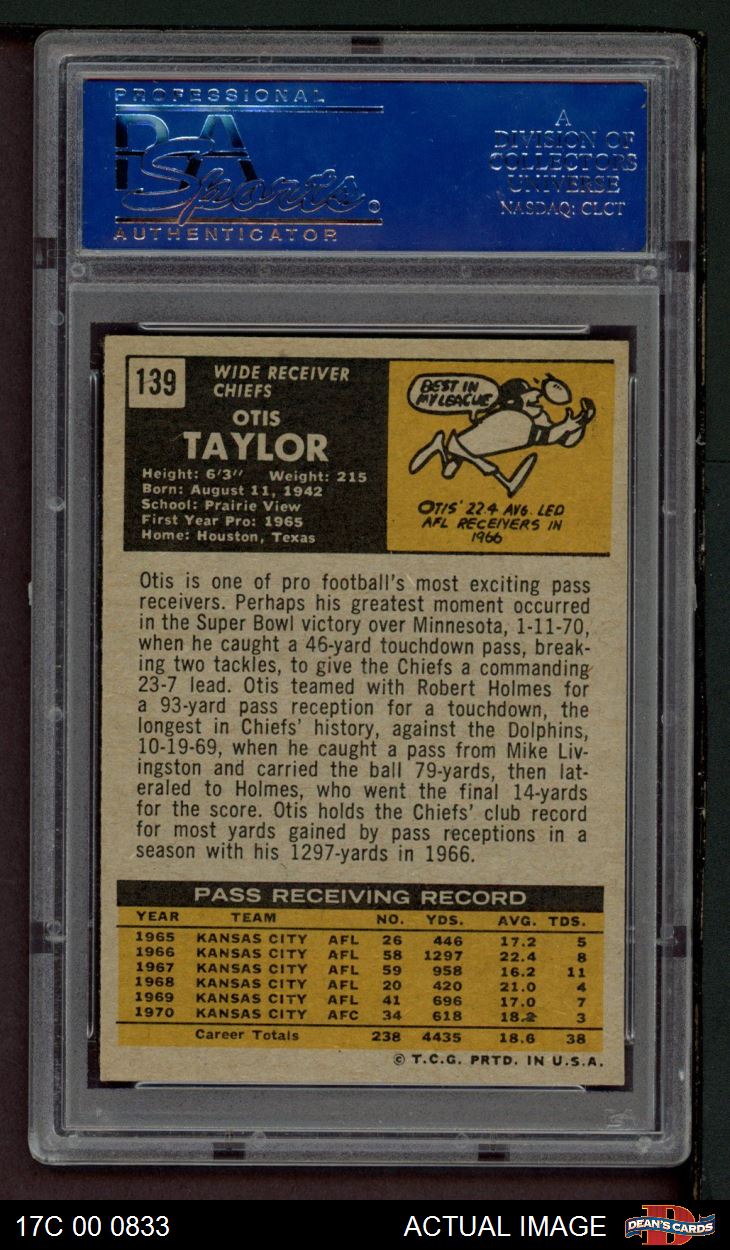 PROFESSIONAL
PSA
Sports
AUTHENTICATOR
A
DIVISION OF
COLLECTORS
UNIVERSE
NASDAQ: CLCT
139
WIDE RECEIVER
CHIEFS
OTIS
TAYLOR
Height: 6'3" Weight: 215
Born: August 11, 1942
School: Prairie View
First Year Pro: 1965
Home: Houston, Texas
BEST IN
MY LEAGUE
OTIS' 22.4 AVG. LED
AFL RECEIVERS IN
1966
Otis is one of pro football's most exciting pass
receivers. Perhaps his greatest moment occurred
in the Super Bowl victory over Minnesota, 1-11-70,
when he caught a 46-yard touchdown pass, break-
ing two tackles, to give the Chiefs a commanding
23-7 lead. Otis teamed with Robert Holmes for
a 93-yard pass reception for a touchdown, the
longest in Chiefs' history, against the Dolphins,
10-19-69, when he caught a pass from Mike Liv-
ingston and carried the ball 79-yards, then lat-
eraled to Holmes, who went the final 14-yards
for the score. Otis holds the Chiefs' club record
for most yards gained by pass receptions in a
season with his 1297-yards in 1966.
PASS RECEIVING RECORD
YEAR TEAM NO. YDS. AVG. TDS.
1965 KANSAS CITY AFL 26 446 17.2 5
1966 KANSAS CITY AFL 58 1297 22.4 8
1967 KANSAS CITY AFL 59 958 16.2 11
1968 KANSAS CITY AFL 20 420 21.0 4
1969 KANSAS CITY AFL 41 696 17.0 7
1970 KANSAS CITY AFC 34 618 18.2 3
Career Totals 238 4435 18.6 38
© T.C.G. PRTD. IN U.S.A.
17C 00 0833
ACTUAL IMAGE
DEAN'S CARDS